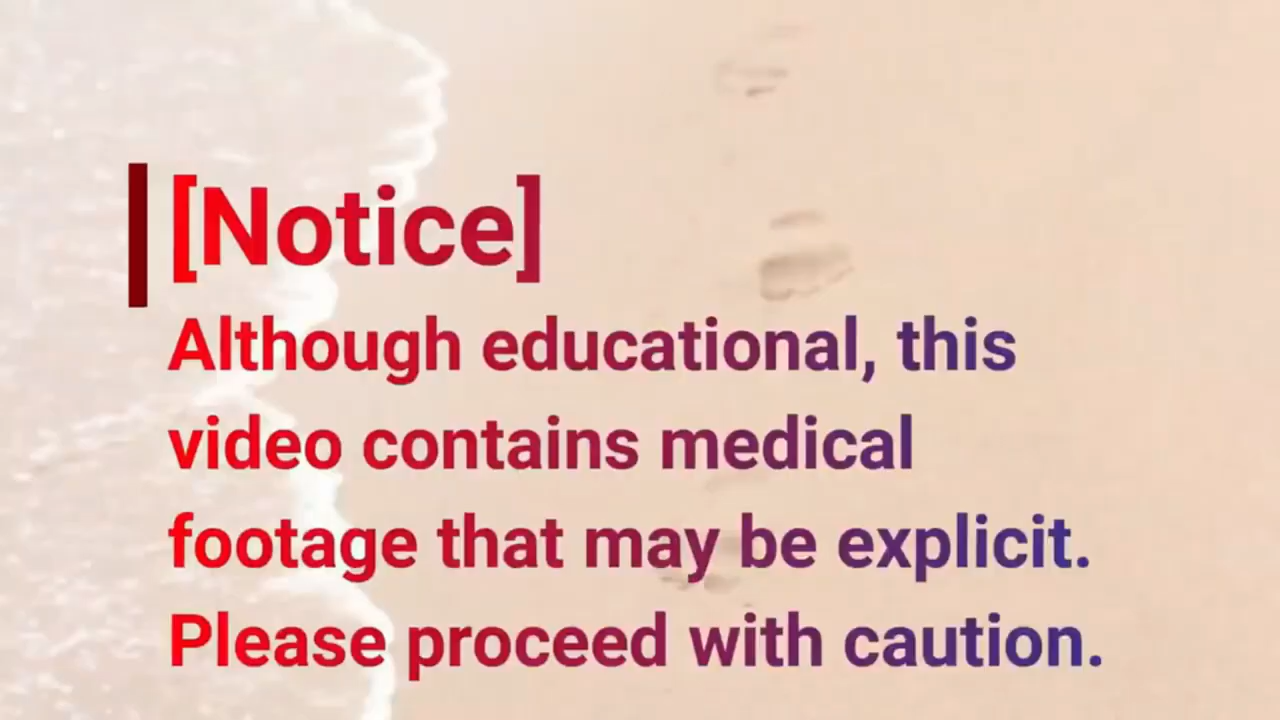 [Notice]
Although educational, this
video contains medical
footage that may be explicit.
Please proceed with caution.